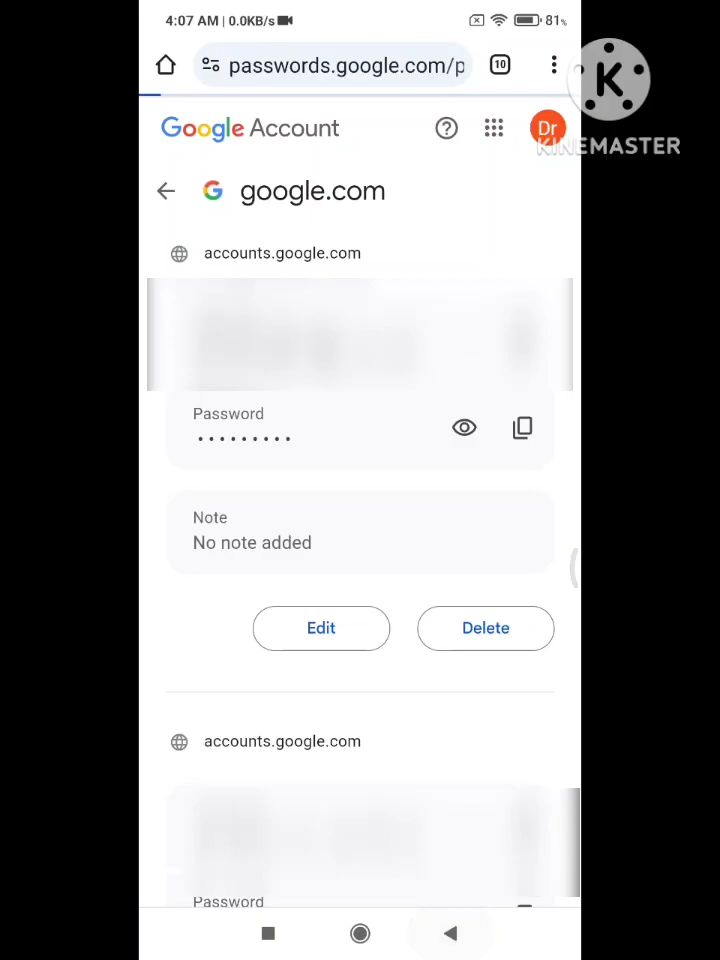 4:07 AM | 0.0KB/s 81%
passwords.google.com/p 10
K
KINEMASTER
Google Account Dr
google.com
accounts.google.com
Password
•••••••••
Note
No note added
Edit Delete
accounts.google.com
Password